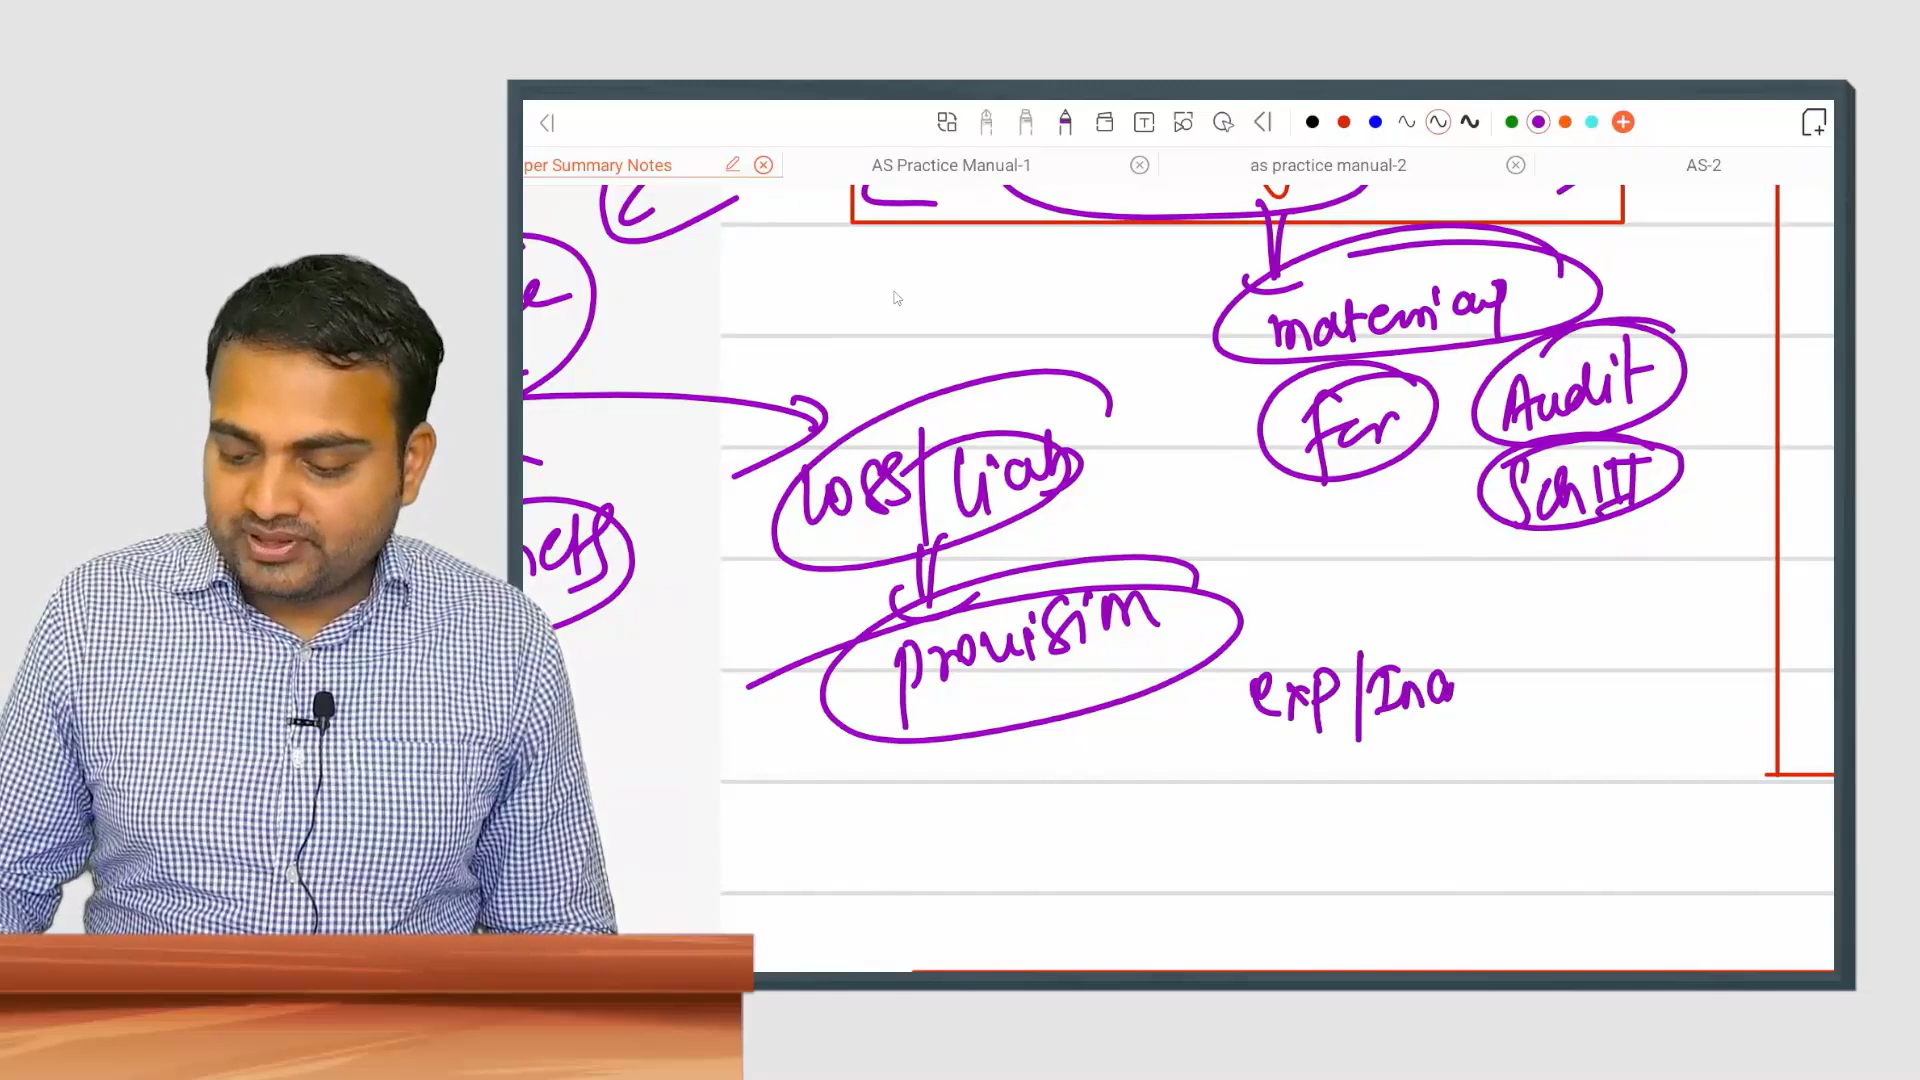 per Summary Notes AS Practice Manual-1 as practice manual-2 AS-2
T
materiay
For Audit
loss/Liab Sch III
provision
exp/Inc